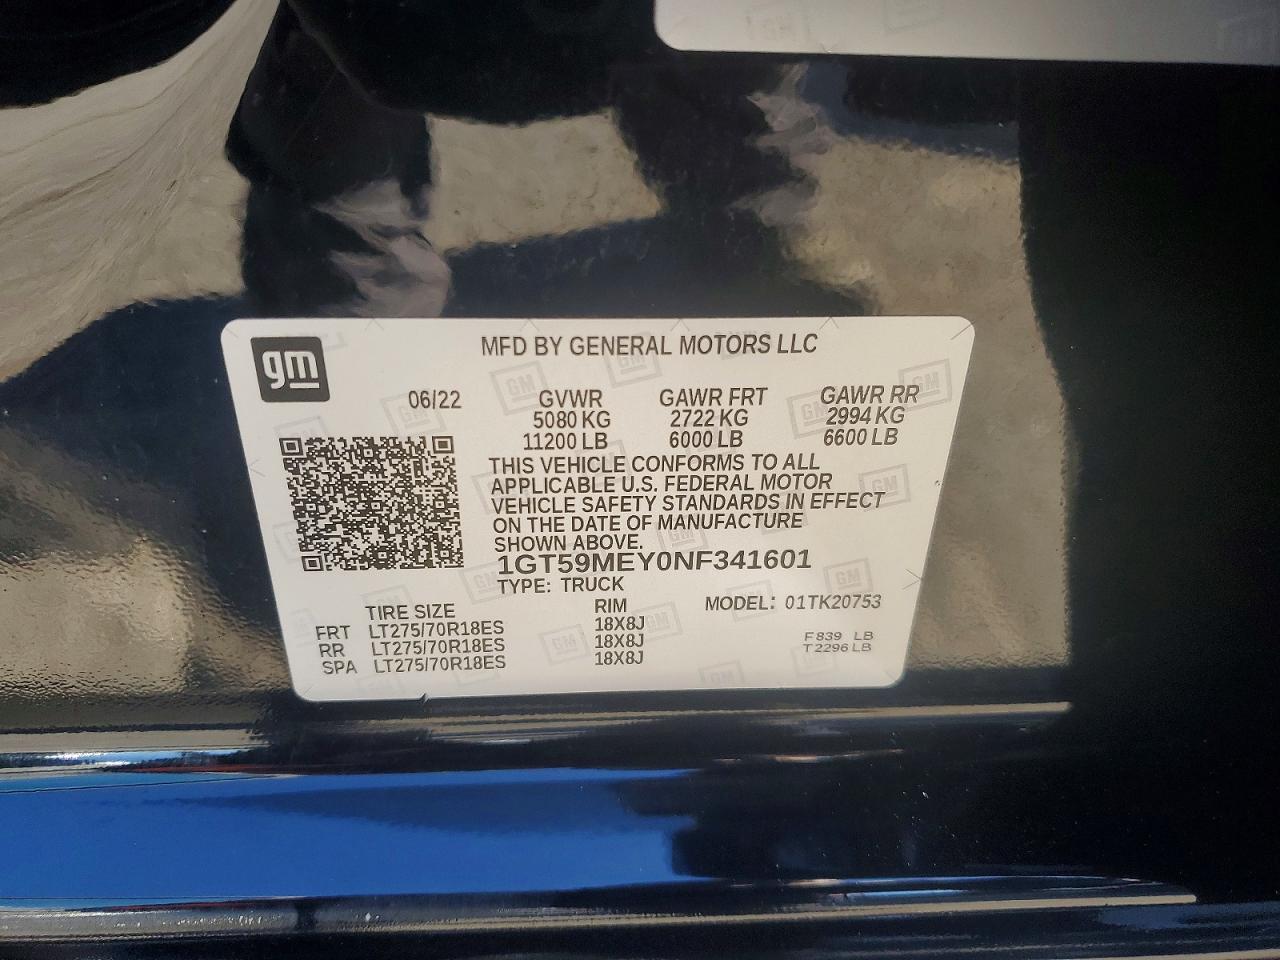 gm
MFD BY GENERAL MOTORS LLC
06/22 GVWR GAWR FRT GAWR RR
5080 KG 2722 KG 2994 KG
11200 LB 6000 LB 6600 LB
THIS VEHICLE CONFORMS TO ALL
APPLICABLE U.S. FEDERAL MOTOR
VEHICLE SAFETY STANDARDS IN EFFECT
ON THE DATE OF MANUFACTURE
SHOWN ABOVE.
1GT59MEY0NF341601
TYPE: TRUCK
TIRE SIZE RIM MODEL: 01TK20753
FRT LT275/70R18ES 18X8J
RR LT275/70R18ES 18X8J
SPA LT275/70R18ES 18X8J
F 839 LB
T 2296 LB